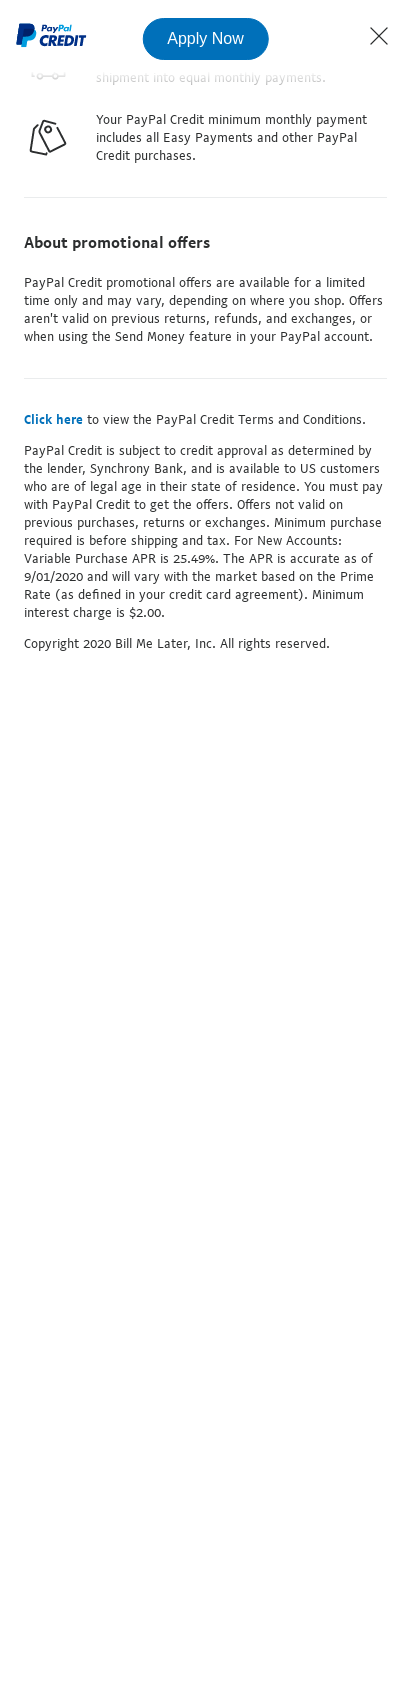 PayPal
CREDIT
Apply Now
shipment into equal monthly payments.
Your PayPal Credit minimum monthly payment
includes all Easy Payments and other PayPal
Credit purchases.
About promotional offers
PayPal Credit promotional offers are available for a limited
time only and may vary, depending on where you shop. Offers
aren't valid on previous returns, refunds, and exchanges, or
when using the Send Money feature in your PayPal account.
Click here to view the PayPal Credit Terms and Conditions.
PayPal Credit is subject to credit approval as determined by
the lender, Synchrony Bank, and is available to US customers
who are of legal age in their state of residence. You must pay
with PayPal Credit to get the offers. Offers not valid on
previous purchases, returns or exchanges. Minimum purchase
required is before shipping and tax. For New Accounts:
Variable Purchase APR is 25.49%. The APR is accurate as of
9/01/2020 and will vary with the market based on the Prime
Rate (as defined in your credit card agreement). Minimum
interest charge is $2.00.
Copyright 2020 Bill Me Later, Inc. All rights reserved.